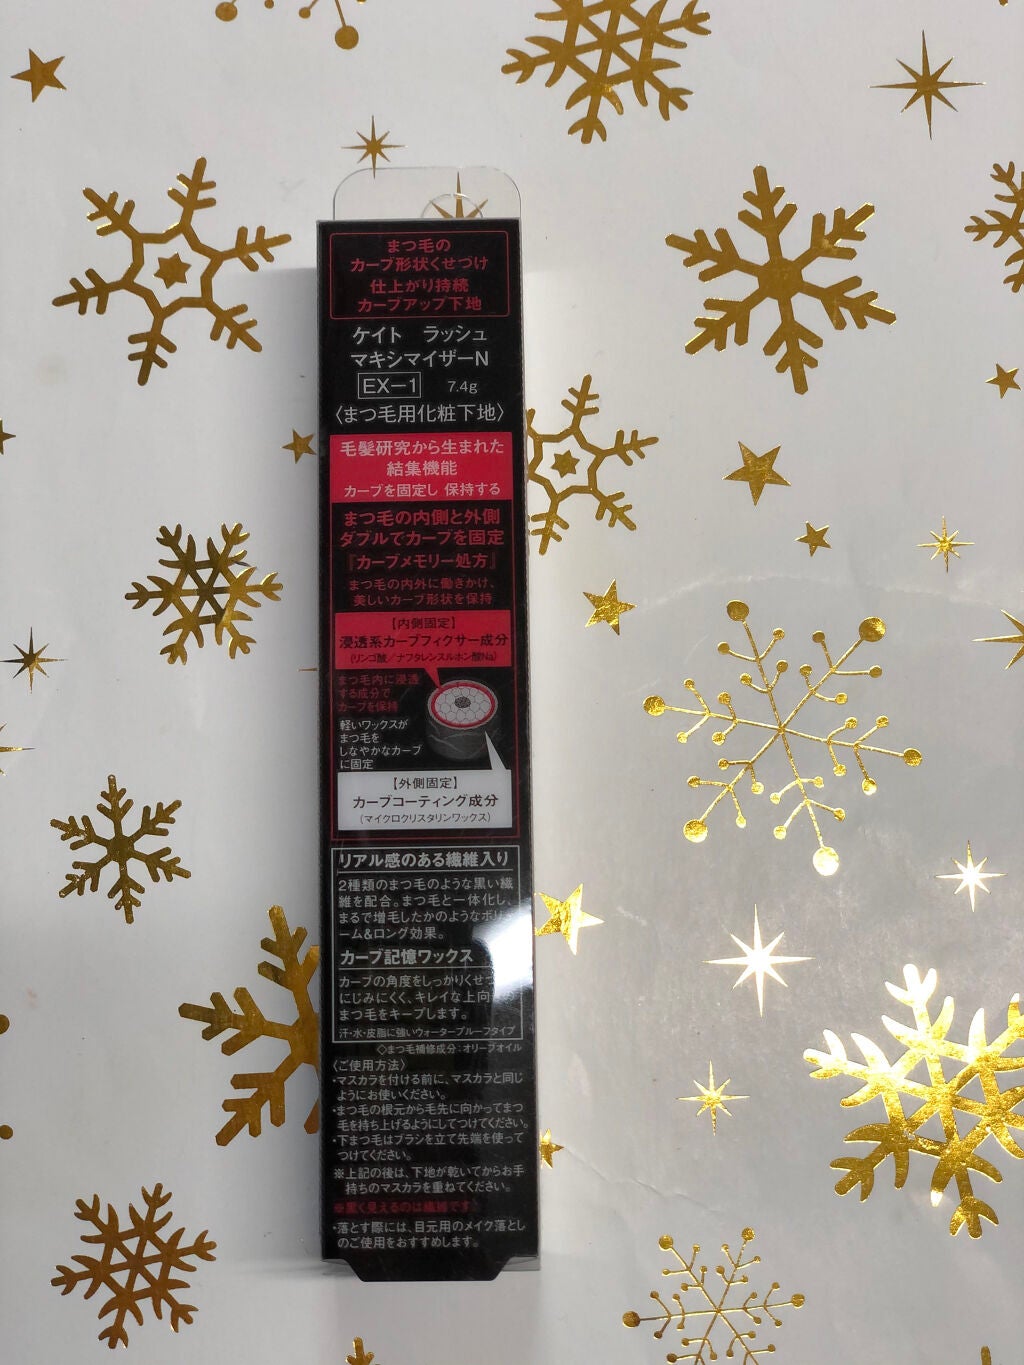 まつ毛の
カーブ形状くせづけ
仕上がり持続
カーブアップ下地
ケイト ラッシュ
マキシマイザーN
EX-1 7.4g
〈まつ毛用化粧下地〉
毛髪研究から生まれた
結集機能
カーブを固定し 保持する
まつ毛の内側と外側
ダブルでカーブを固定
『カーブメモリー処方』
まつ毛の内外に働きかけ、
美しいカーブ形状を保持
【内側固定】
浸透系カーブフィクサー成分
(リンゴ酸/ナフタレンスルホン酸Na)
まつ毛内に浸透
する成分で
カーブを保持
軽いワックスが
まつ毛を
しなやかなカーブ
に固定
【外側固定】
カーブコーティング成分
(マイクロクリスタリンワックス)
リアル感のある繊維入り
2種類のまつ毛のような黒い繊
維を配合。まつ毛と一体化し、
まるで増毛したかのようなボリュ
ーム&ロング効果。
カーブ記憶ワックス
カーブの角度をしっかりくせづ
にじみにくく、キレイな上向
まつ毛をキープします。
汗・水・皮脂に強いウォータープルーフタイプ
◇まつ毛補修成分:オリーブオイル
〈ご使用方法〉
・マスカラを付ける前に、マスカラと同じ
ようにお使いください。
・まつ毛の根元から毛先に向かってまつ
毛を持ち上げるようにしてつけてください。
・下まつ毛はブラシを立て先端を使って
つけてください。
※上記の後は、下地が乾いてからお手
持ちのマスカラを重ねてください。
※黒く見えるのは繊維です。
・落とす際には、目元用のメイク落とし
のご使用をおすすめします。